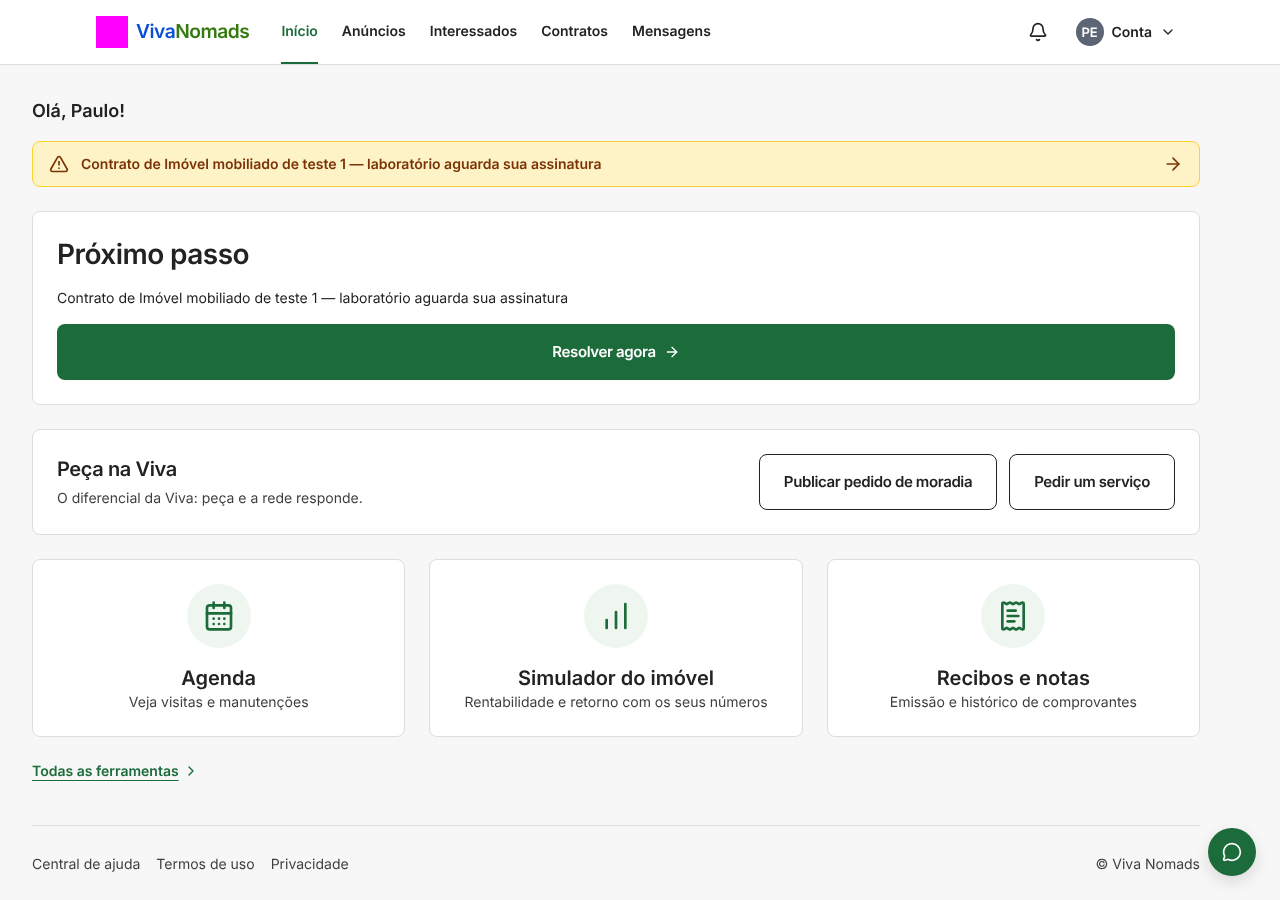 VivaNomads
Início
Anúncios
Interessados
Contratos
Mensagens
PE
Conta
Olá, Paulo!
Contrato de Imóvel mobiliado de teste 1 — laboratório aguarda sua assinatura
Próximo passo
Contrato de Imóvel mobiliado de teste 1 — laboratório aguarda sua assinatura
Resolver agora
Peça na Viva
O diferencial da Viva: peça e a rede responde.
Publicar pedido de moradia
Pedir um serviço
Agenda
Veja visitas e manutenções
Simulador do imóvel
Rentabilidade e retorno com os seus números
Recibos e notas
Emissão e histórico de comprovantes
Todas as ferramentas
Central de ajuda
Termos de uso
Privacidade
© Viva Nomads